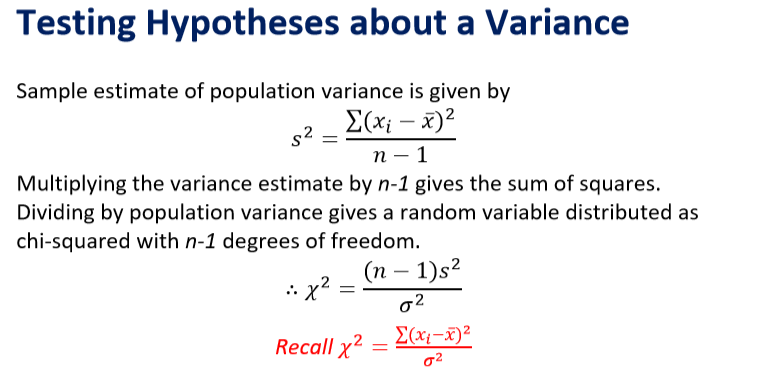 Testing Hypotheses about a Variance
Sample estimate of population variance is given by
s² = Σ(xᵢ − x̄)² / n − 1
Multiplying the variance estimate by n-1 gives the sum of squares.
Dividing by population variance gives a random variable distributed as
chi-squared with n-1 degrees of freedom.
∴ χ² = (n − 1)s² / σ²
Recall χ² = Σ(xᵢ−x̄)² / σ²